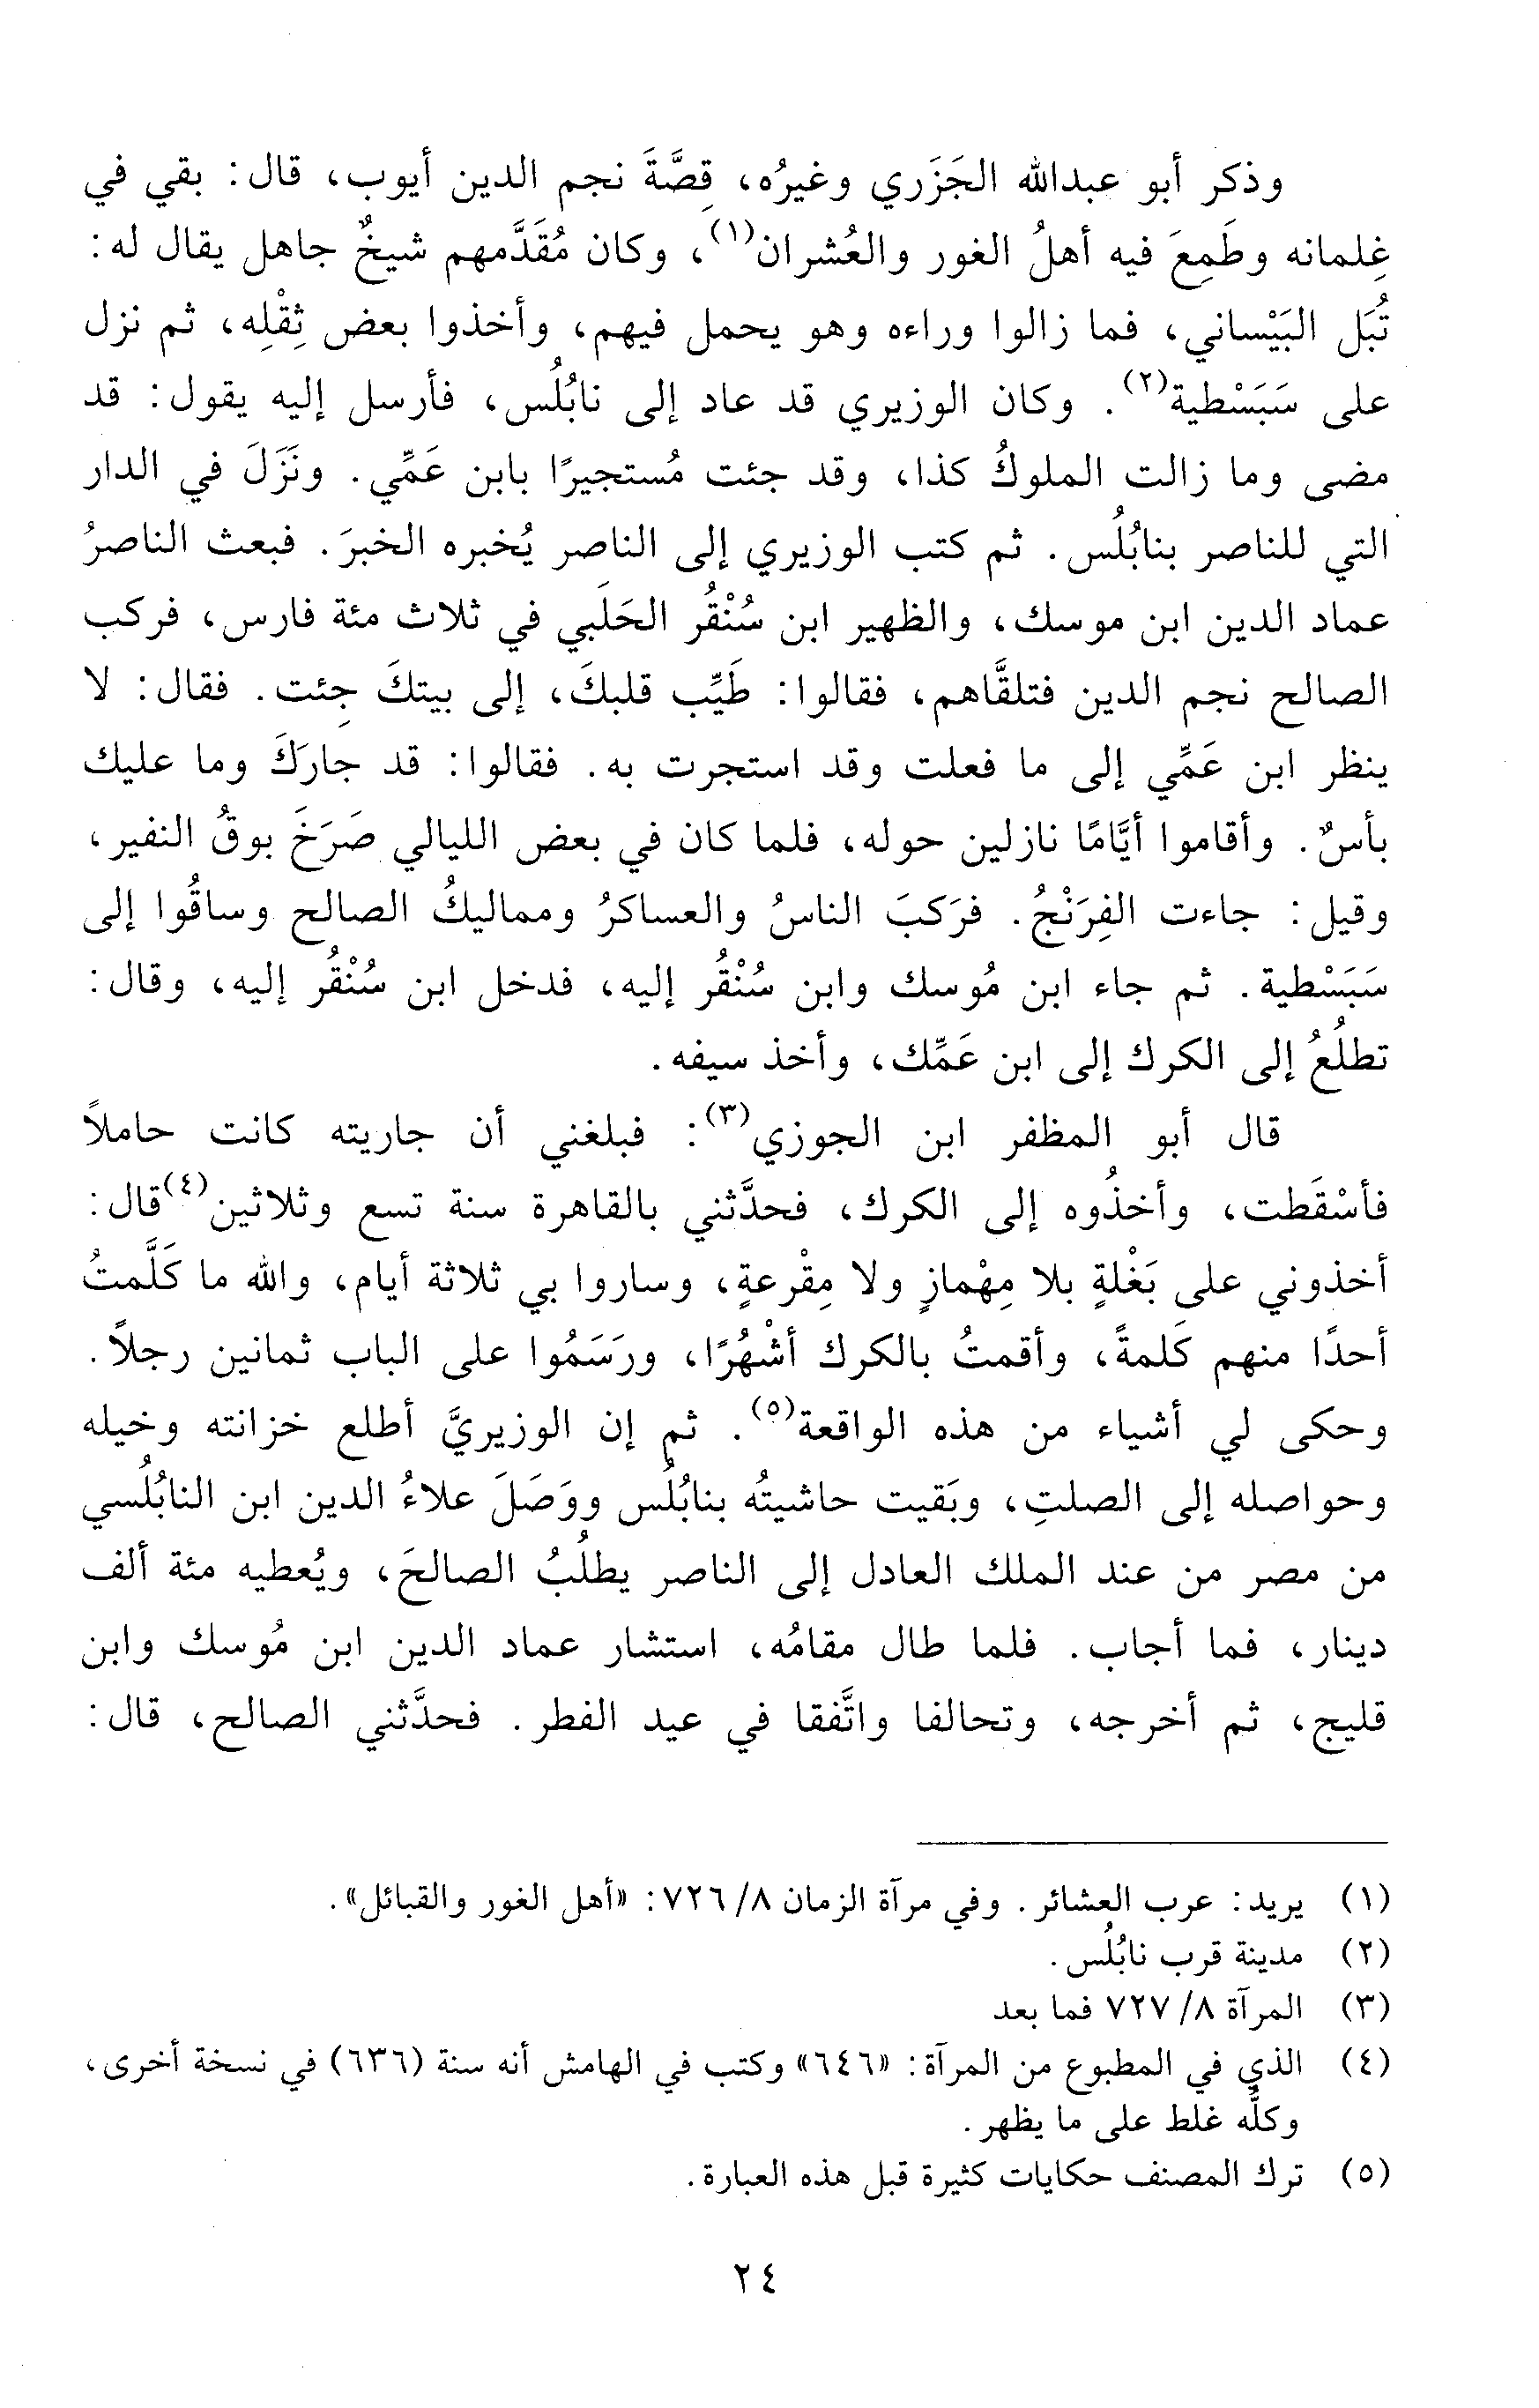 وذكر أبو عبدالله الجَزَري وغيرُه، قِصَّةَ نجم الدين أيوب، قال: بقي في
غِلمانه وطَمِعَ فيه أهلُ الغور والعُشران(١)، وكان مُقَدَّمهم شيخٌ جاهل يقال له:
تُبَل البَيْساني، فما زالوا وراءه وهو يحمل فيهم، وأخذوا بعض ثِقْلِه، ثم نزل
على سَبَسْطية(٢). وكان الوزيري قد عاد إلى نابُلُس، فأرسل إليه يقول: قد
مضى وما زالت الملوكُ كذا، وقد جئت مُستجيرًا بابن عَمِّي. ونَزَلَ في الدار
التي للناصر بنابُلُس. ثم كتب الوزيري إلى الناصر يُخبره الخبرَ. فبعث الناصرُ
عماد الدين ابن موسك، والظهير ابن سُنْقُر الحَلَبي في ثلاث مئة فارس، فركب
الصالح نجم الدين فتلقَّاهم، فقالوا: طَيِّب قلبكَ، إلى بيتكَ جِئت. فقال: لا
ينظر ابن عَمِّي إلى ما فعلت وقد استجرت به. فقالوا: قد جارَكَ وما عليك
بأسٌ. وأقاموا أيَّامًا نازلين حوله، فلما كان في بعض الليالي صَرَخَ بوقُ النفير،
وقيل: جاءت الفِرَنْجُ. فرَكبَ الناسُ والعساكرُ ومماليكُ الصالح وساقُوا إلى
سَبَسْطية. ثم جاء ابن مُوسك وابن سُنْقُر إليه، فدخل ابن سُنْقُر إليه، وقال:
تطلُعُ إلى الكرك إلى ابن عَمِّك، وأخذ سيفه.
قال أبو المظفر ابن الجوزي(٣): فبلغني أن جاريته كانت حاملاً
فأسْقَطت، وأخذُوه إلى الكرك، فحدَّثني بالقاهرة سنة تسع وثلاثين(٤) قال:
أخذوني على بَغْلةٍ بلا مِهْمازٍ ولا مِقْرعةٍ، وساروا بي ثلاثة أيام، والله ما كَلَّمتُ
أحدًا منهم كَلمةً، وأقمتُ بالكرك أشْهُرًا، ورَسَمُوا على الباب ثمانين رجلاً.
وحكى لي أشياء من هذه الواقعة(٥). ثم إن الوزيريَّ أطلع خزانته وخيله
وحواصله إلى الصلتِ، وبَقيت حاشيتُه بنابُلُس ووَصَلَ علاءُ الدين ابن النابُلُسي
من مصر من عند الملك العادل إلى الناصر يطلُبُ الصالحَ، ويُعطيه مئة ألف
دينار، فما أجاب. فلما طال مقامُه، استشار عماد الدين ابن مُوسك وابن
قليج، ثم أخرجه، وتحالفا واتَّفقا في عيد الفطر. فحدَّثني الصالح، قال:
(١) يريد: عرب العشائر. وفي مرآة الزمان ٨/ ٧٢٦: «أهل الغور والقبائل».
(٢) مدينة قرب نابُلُس.
(٣) المرآة ٨/ ٧٢٧ فما بعد
(٤) الذي في المطبوع من المرآة: «٦٤٦» وكتب في الهامش أنه سنة (٦٣٦) في نسخة أخرى،
وكلُّه غلط على ما يظهر.
(٥) ترك المصنف حكايات كثيرة قبل هذه العبارة.
٢٤